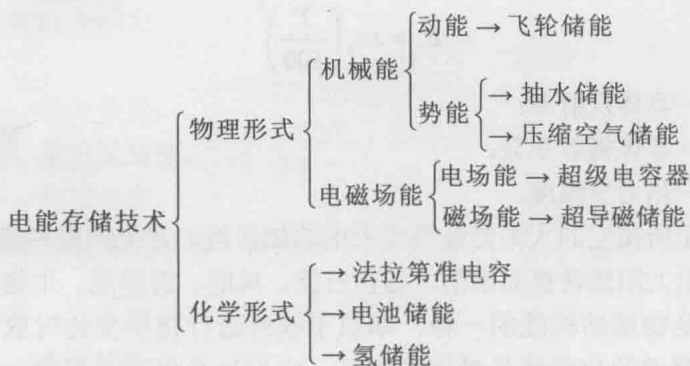 动能 → 飞轮储能
机械能
势能
→ 抽水储能
→ 压缩空气储能
物理形式
电磁场能
电场能 → 超级电容器
磁场能 → 超导磁储能
电能存储技术
化学形式
→ 法拉第准电容
→ 电池储能
→ 氢储能